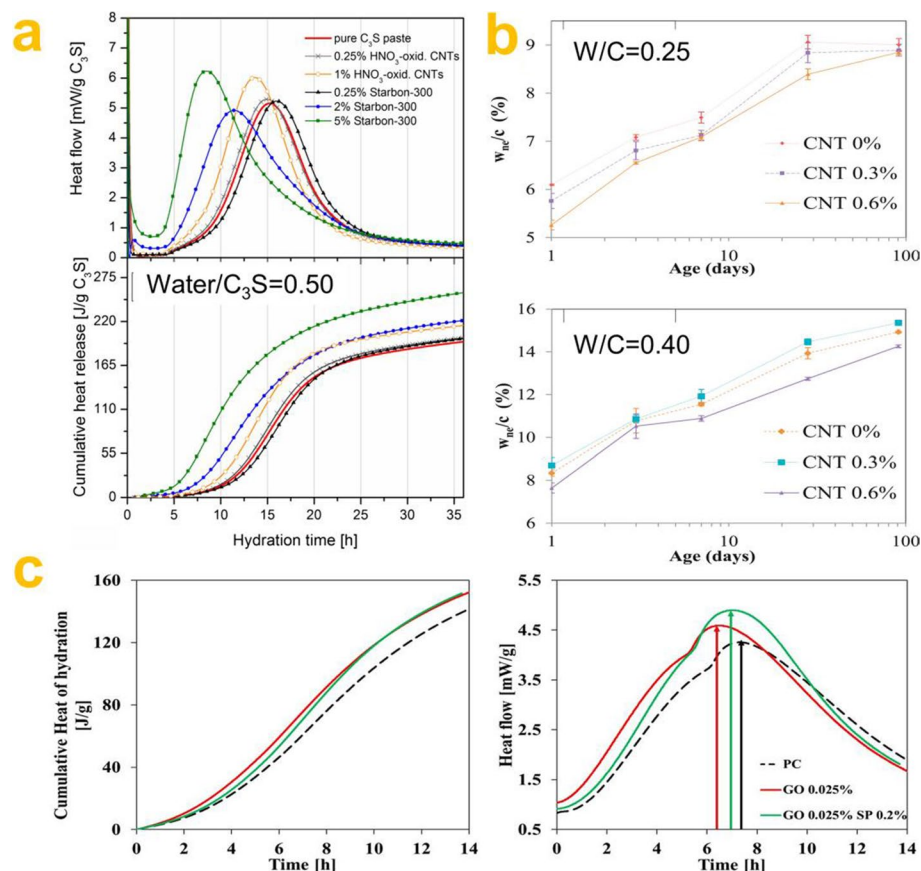 a
Heat flow [mW/g C₃S]
8
7
6
5
4
3
2
1
0
pure C₃S paste
0.25% HNO₃-oxid. CNTs
1% HNO₃-oxid. CNTs
0.25% Starbon-300
2% Starbon-300
5% Starbon-300
Cumulative heat release [J/g C₃S]
275
220
165
110
55
0
Water/C₃S=0.50
0 5 10 15 20 25 30 35
Hydration time [h]
b
W/C=0.25
wₙₑ/c (%)
9
8
7
6
5
CNT 0%
CNT 0.3%
CNT 0.6%
1 10 100
Age (days)
W/C=0.40
wₙₑ/c (%)
16
14
12
10
8
6
CNT 0%
CNT 0.3%
CNT 0.6%
1 10 100
Age (days)
c
Cumulative Heat of hydration
[J/g]
160
120
80
40
0
0 2 4 6 8 10 12 14
Time [h]
Heat flow [mW/g]
5.5
4.5
3.5
2.5
1.5
0.5
PC
GO 0.025%
GO 0.025% SP 0.2%
0 2 4 6 8 10 12 14
Time [h]